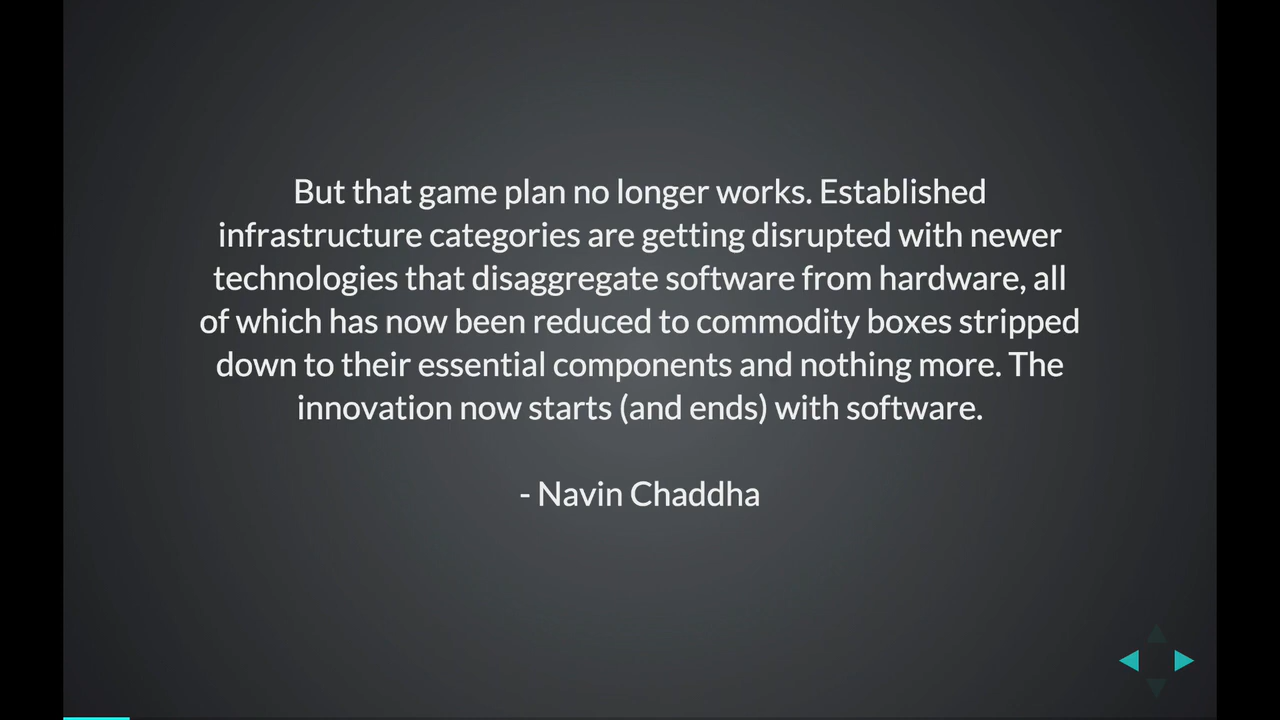 But that game plan no longer works. Established
infrastructure categories are getting disrupted with newer
technologies that disaggregate software from hardware, all
of which has now been reduced to commodity boxes stripped
down to their essential components and nothing more. The
innovation now starts (and ends) with software.
- Navin Chaddha